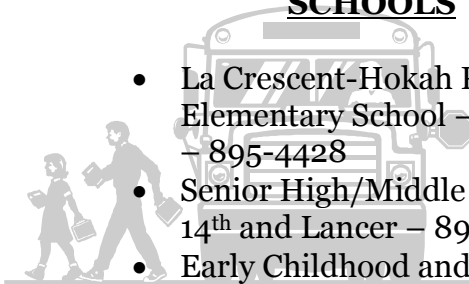 SCHOOLS
• La Crescent-Hokah
Elementary School –
– 895-4428
• Senior High/Middle
14th and Lancer – 89
• Early Childhood and